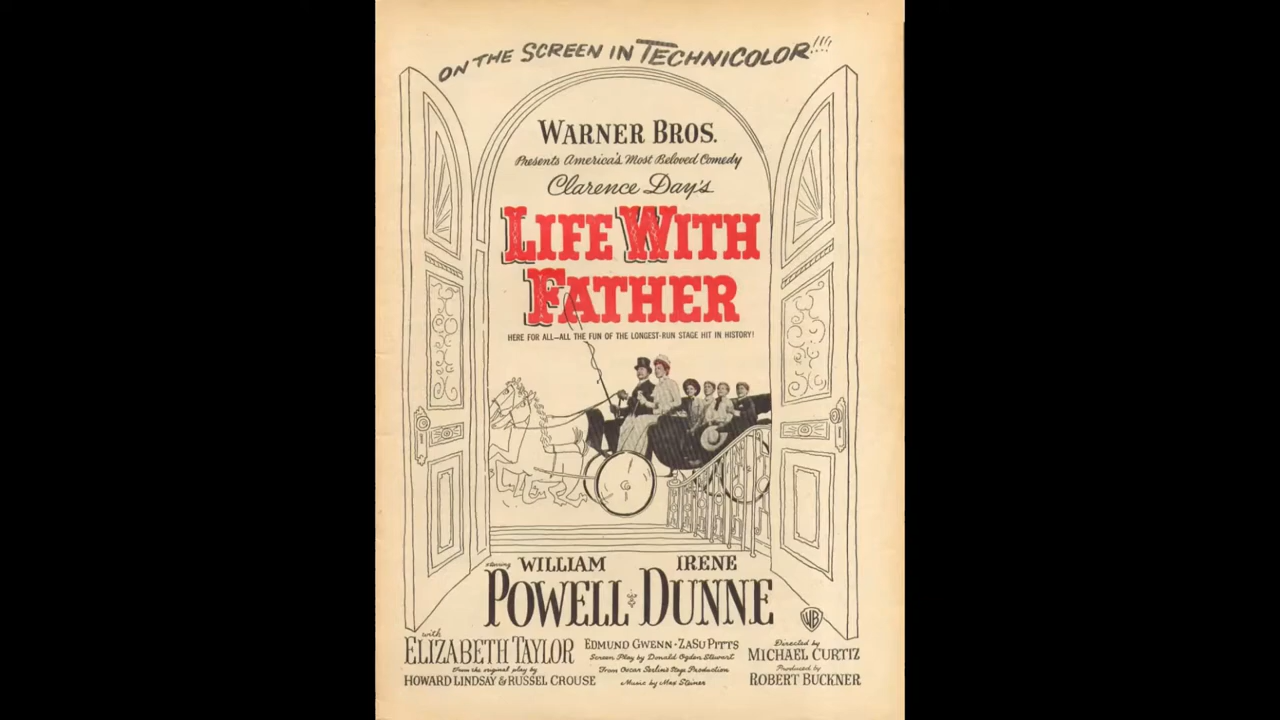 ON THE SCREEN IN TECHNICOLOR!!!
WARNER BROS.
Presents America's Most Beloved Comedy
Clarence Day's
LIFE WITH
FATHER
HERE FOR ALL—ALL THE FUN OF THE LONGEST-RUN STAGE HIT IN HISTORY!
starring WILLIAM IRENE
POWELL & DUNNE
WB
with
ELIZABETH TAYLOR
From the original play by
HOWARD LINDSAY & RUSSEL CROUSE
EDMUND GWENN · ZASU PITTS
Screen Play by Donald Ogden Stewart
From Oscar Serlin's Stage Production
Music by Max Steiner
Directed by
MICHAEL CURTIZ
Produced by
ROBERT BUCKNER